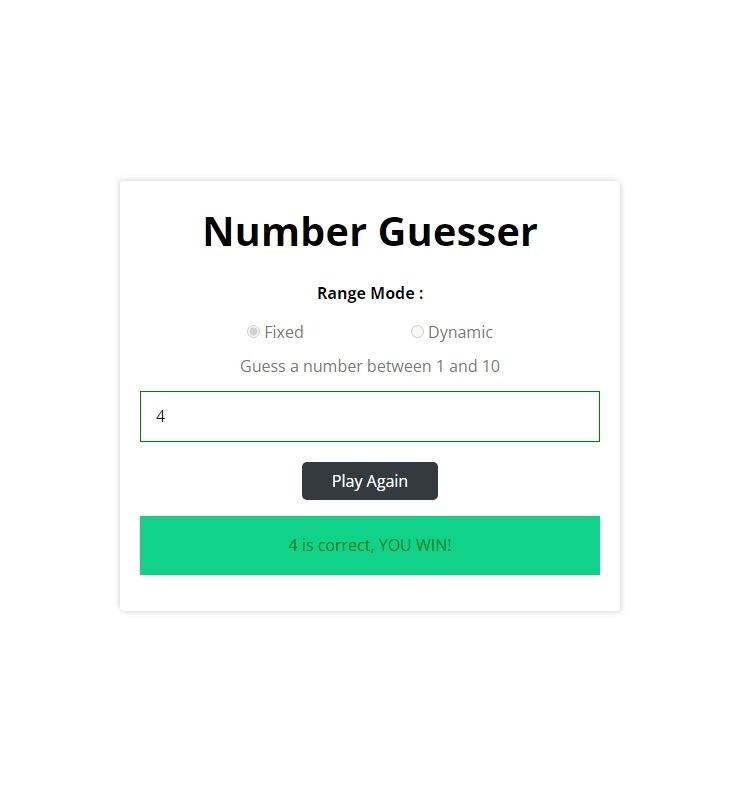 Number Guesser
Range Mode :
Fixed Dynamic
Guess a number between 1 and 10
4
Play Again
4 is correct, YOU WIN!